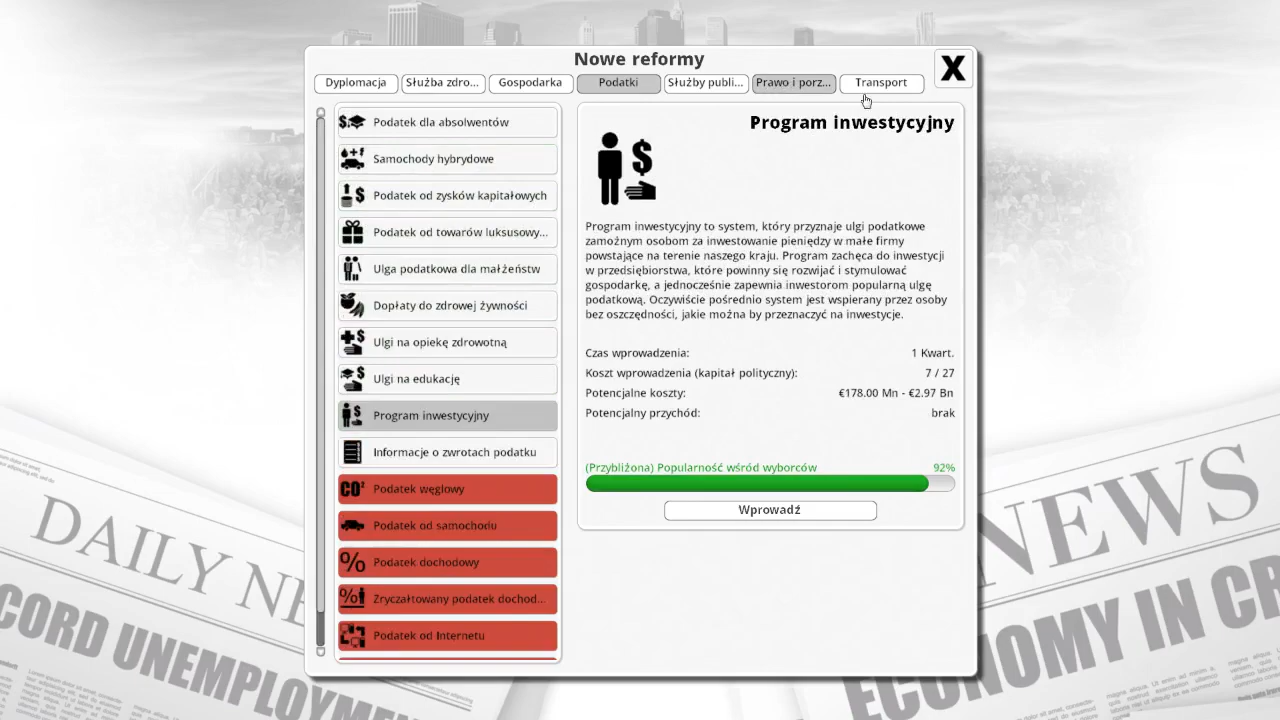 Nowe reformy
X
Dyplomacja
Służba zdro...
Gospodarka
Podatki
Służby publi...
Prawo i porz...
Transport
Podatek dla absolwentów
Samochody hybrydowe
Podatek od zysków kapitałowych
Podatek od towarów luksusowy...
Ulga podatkowa dla małżeństw
Dopłaty do zdrowej żywności
Ulgi na opiekę zdrowotną
Ulgi na edukację
Program inwestycyjny
Informacje o zwrotach podatku
CO² Podatek węglowy
Podatek od samochodu
% Podatek dochodowy
% Zryczałtowany podatek dochod...
Podatek od Internetu
Program inwestycyjny
Program inwestycyjny to system, który przyznaje ulgi podatkowe
zamożnym osobom za inwestowanie pieniędzy w małe firmy
powstające na terenie naszego kraju. Program zachęca do inwestycji
w przedsiębiorstwa, które powinny się rozwijać i stymulować
gospodarkę, a jednocześnie zapewnia inwestorom popularną ulgę
podatkową. Oczywiście pośrednio system jest wspierany przez osoby
bez oszczędności, jakie można by przeznaczyć na inwestycje.
Czas wprowadzenia: 1 Kwart.
Koszt wprowadzenia (kapitał polityczny): 7 / 27
Potencjalne koszty: €178.00 Mn - €2.97 Bn
Potencjalny przychód: brak
(Przybliżona) Popularność wśród wyborców 92%
Wprowadź
DAILY NE
CORD UNEMPLOYM
NEWS
ECONOMY IN CR